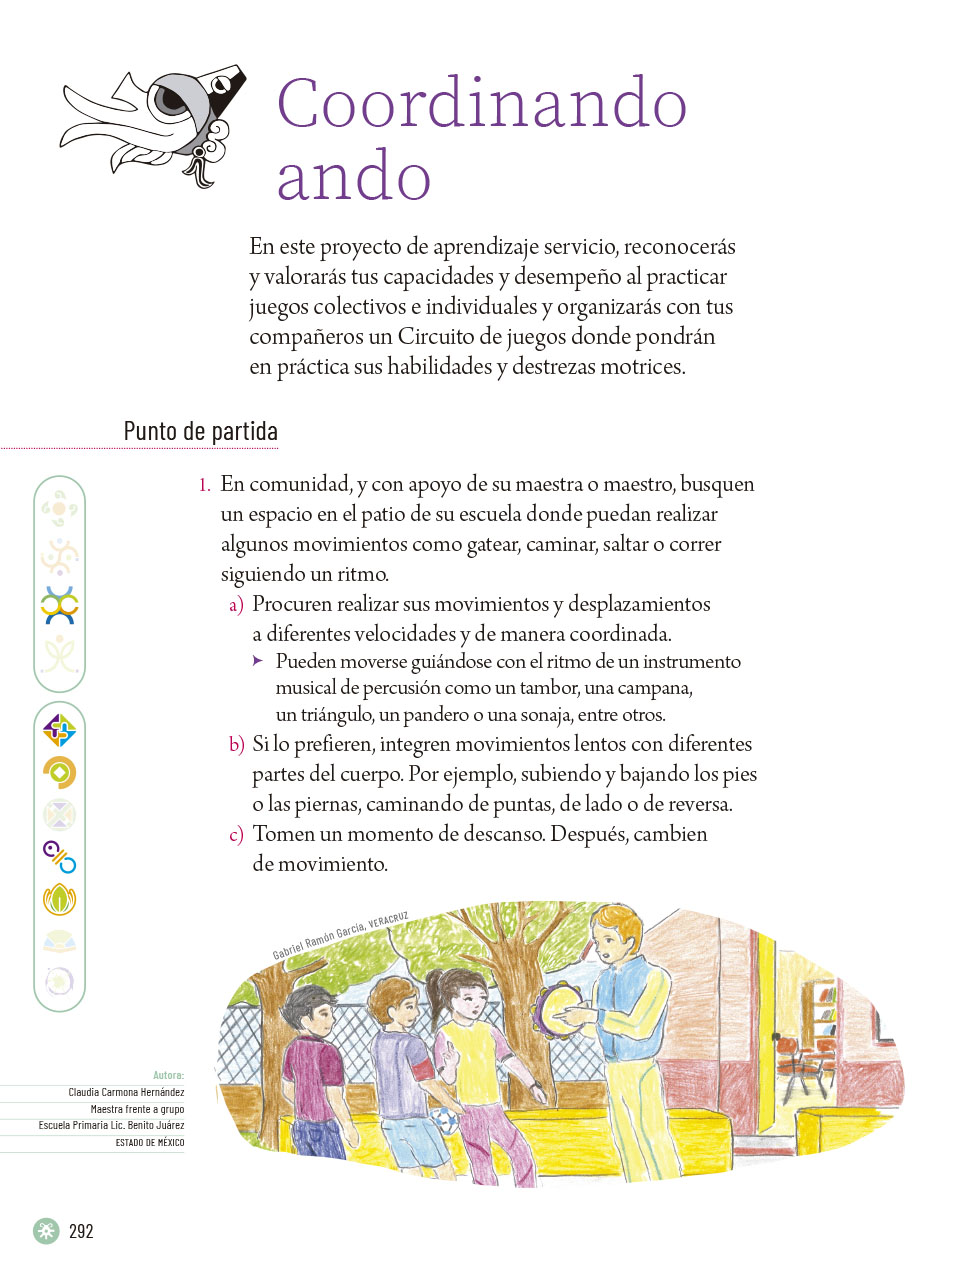 Coordinando
ando
En este proyecto de aprendizaje servicio, reconocerás
y valorarás tus capacidades y desempeño al practicar
juegos colectivos e individuales y organizarás con tus
compañeros un Circuito de juegos donde pondrán
en práctica sus habilidades y destrezas motrices.
Punto de partida
1. En comunidad, y con apoyo de su maestra o maestro, busquen
un espacio en el patio de su escuela donde puedan realizar
algunos movimientos como gatear, caminar, saltar o correr
siguiendo un ritmo.
a) Procuren realizar sus movimientos y desplazamientos
a diferentes velocidades y de manera coordinada.
➤ Pueden moverse guiándose con el ritmo de un instrumento
musical de percusión como un tambor, una campana,
un triángulo, un pandero o una sonaja, entre otros.
b) Si lo prefieren, integren movimientos lentos con diferentes
partes del cuerpo. Por ejemplo, subiendo y bajando los pies
o las piernas, caminando de puntas, de lado o de reversa.
c) Tomen un momento de descanso. Después, cambien
de movimiento.
Gabriel Ramón García, VERACRUZ
Autora:
Claudia Carmona Hernández
Maestra frente a grupo
Escuela Primaria Lic. Benito Juárez
ESTADO DE MÉXICO
292